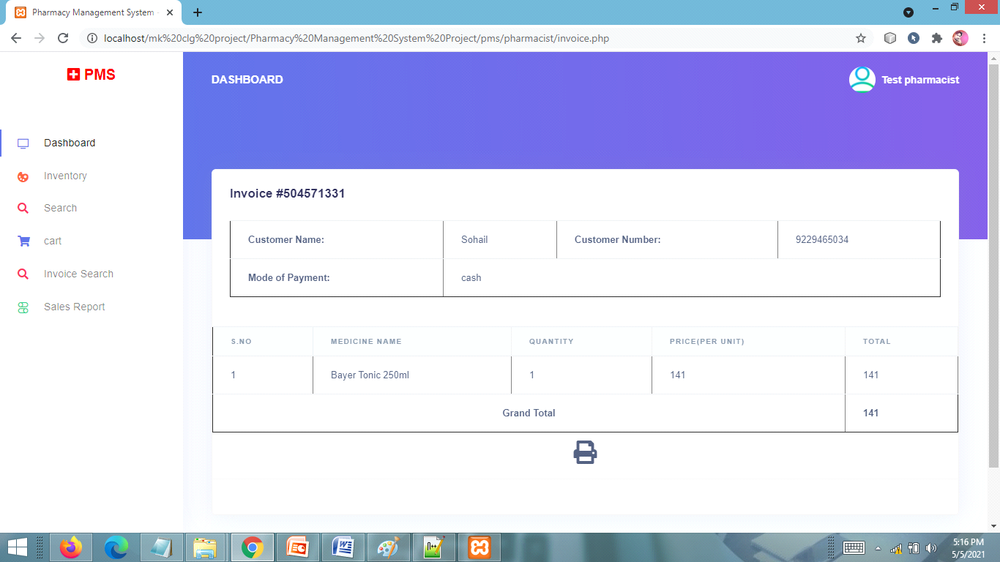 Pharmacy Management System -
localhost/mk%20clg%20project/Pharmacy%20Management%20System%20Project/pms/pharmacist/invoice.php
PMS
DASHBOARD
Test pharmacist
Dashboard
Inventory
Search
cart
Invoice Search
Sales Report
Invoice #504571331
Customer Name: Sohail Customer Number: 9229465034
Mode of Payment: cash
S.NO MEDICINE NAME QUANTITY PRICE(PER UNIT) TOTAL
1 Bayer Tonic 250ml 1 141 141
Grand Total 141
5:16 PM
5/5/2021